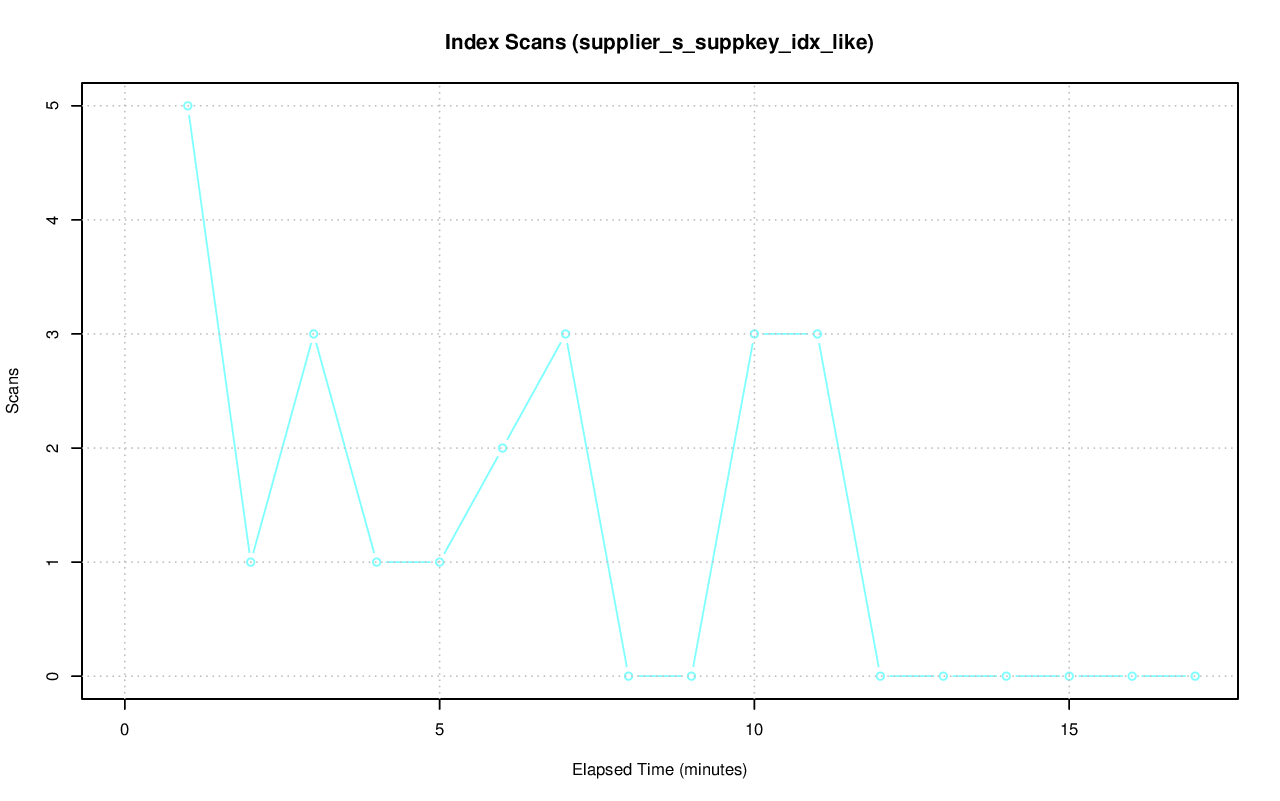 Index Scans (supplier_s_suppkey_idx_like)
5
4
3
2
1
0
Scans
0 5 10 15
Elapsed Time (minutes)